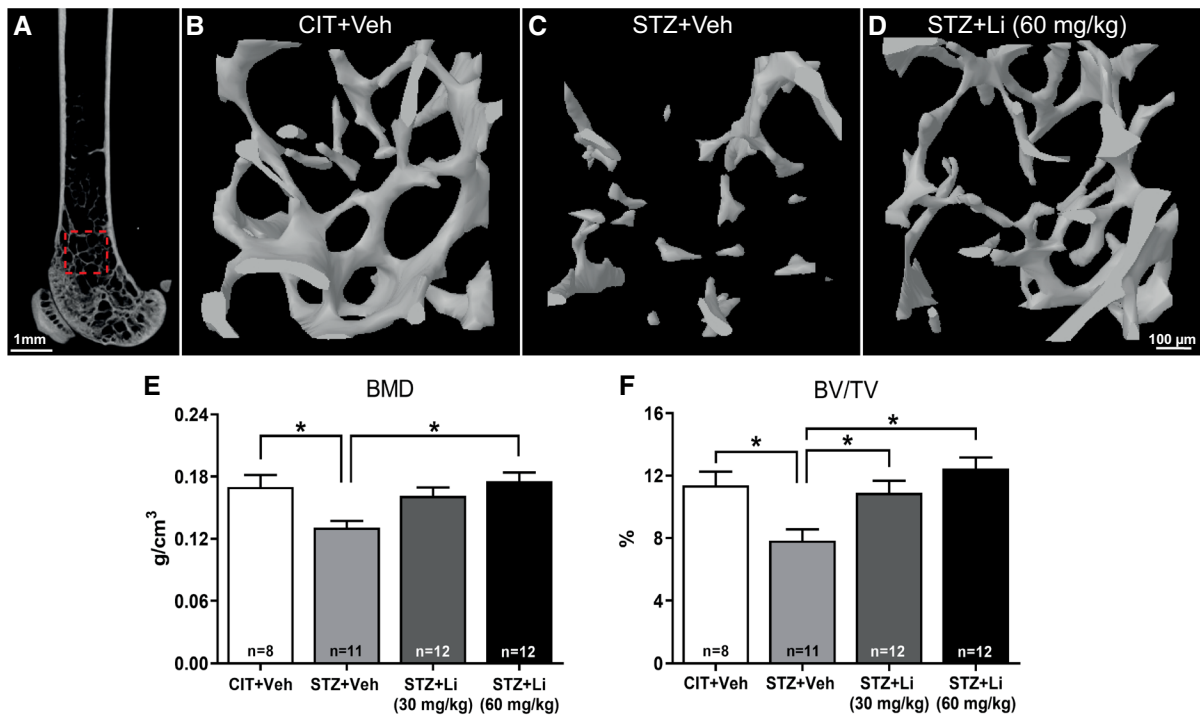 A
1mm
B
CIT+Veh
C
STZ+Veh
D
STZ+Li (60 mg/kg)
100 µm
E
BMD
g/cm³
0.24
0.18
0.12
0.06
0.00
*
*
n=8
n=11
n=12
n=12
CIT+Veh
STZ+Veh
STZ+Li
(30 mg/kg)
STZ+Li
(60 mg/kg)
F
BV/TV
%
16
12
8
4
0
*
*
*
n=8
n=11
n=12
n=12
CIT+Veh
STZ+Veh
STZ+Li
(30 mg/kg)
STZ+Li
(60 mg/kg)